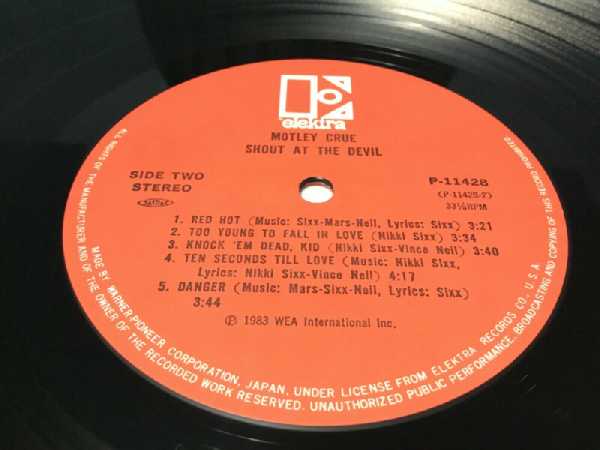 elektra
MOTLEY CRUE
SHOUT AT THE DEVIL
SIDE TWO
STEREO
P-11428
(P-11428-2)
33⅓RPM
1. RED HOT (Music: Sixx-Mars-Neil, Lyrics: Sixx) 3:21
2. TOO YOUNG TO FALL IN LOVE (Nikki Sixx) 3:34
3. KNOCK 'EM DEAD, KID (Nikki Sixx-Vince Neil) 3:40
4. TEN SECONDS TILL LOVE (Music: Nikki Sixx,
Lyrics: Nikki Sixx-Vince Neil) 4:17
5. DANGER (Music: Mars-Sixx-Neil, Lyrics: Sixx)
3:44
Ⓟ 1983 WEA International Inc.
MADE BY WARNER-PIONEER CORPORATION, JAPAN. UNDER LICENSE FROM ELEKTRA RECORDS CO., U.S.A.
ALL RIGHTS OF THE MANUFACTURER AND OF THE OWNER OF THE RECORDED WORK RESERVED. UNAUTHORIZED PUBLIC PERFORMANCE, BROADCASTING AND COPYING OF THIS RECORD PROHIBITED